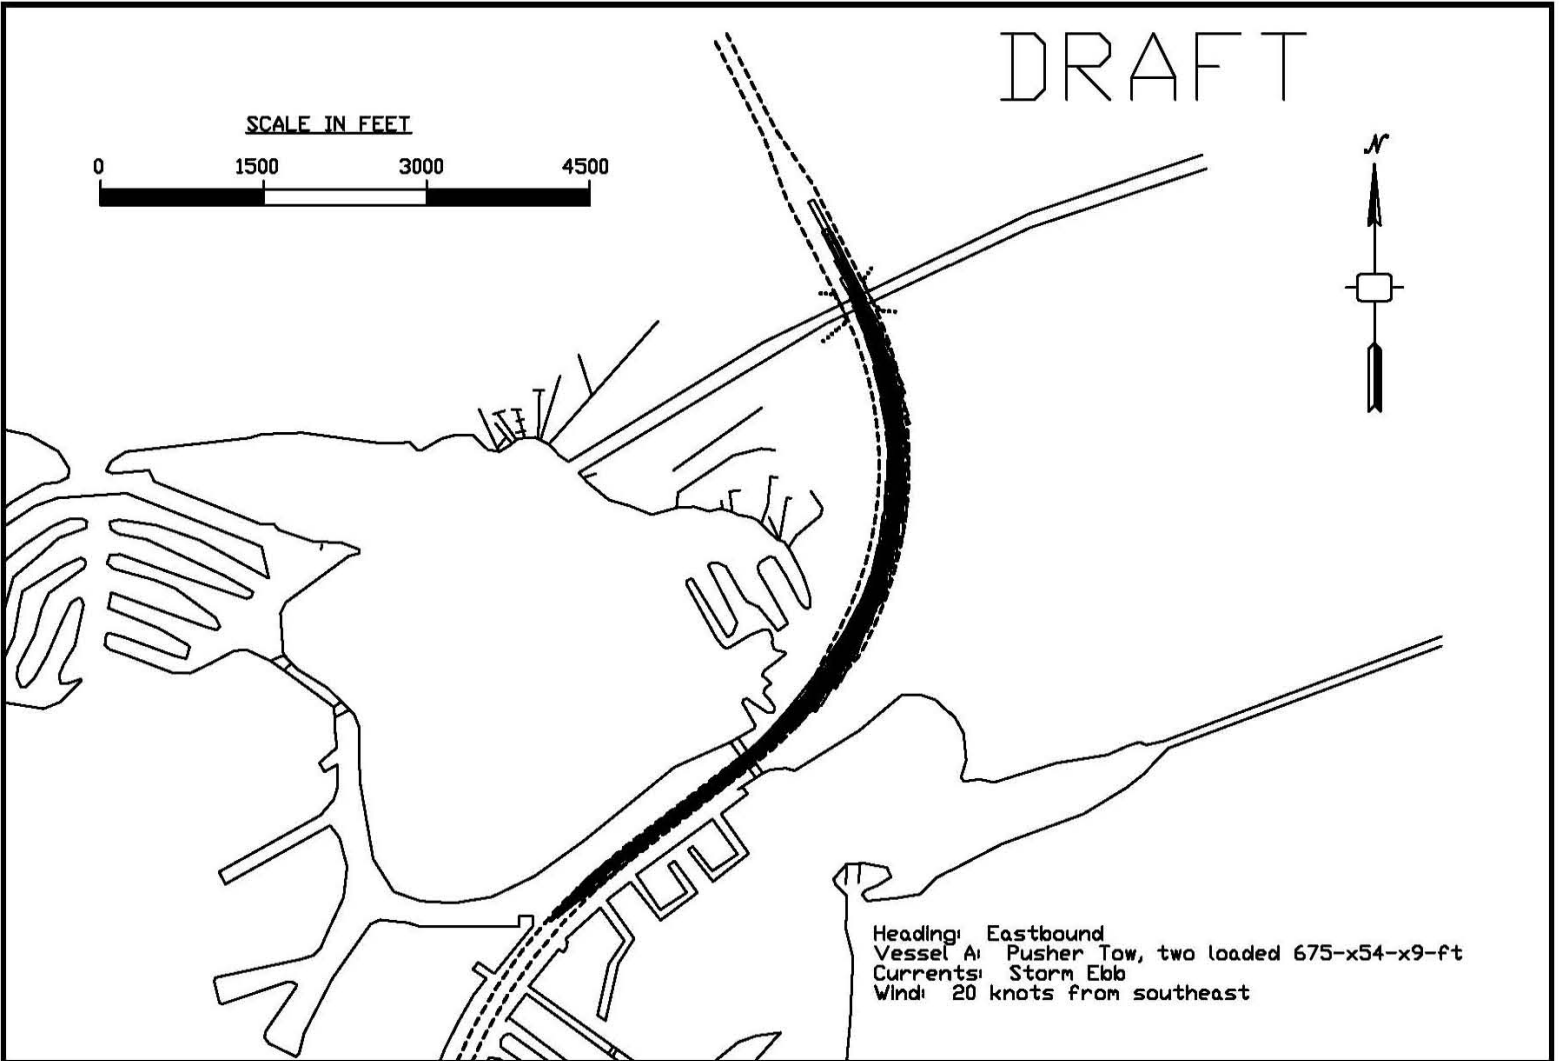 DRAFT
SCALE IN FEET
0 1500 3000 4500
N
Heading: Eastbound
Vessel A: Pusher Tow, two loaded 675-x54-x9-ft
Currents: Storm Ebb
Wind: 20 knots from southeast